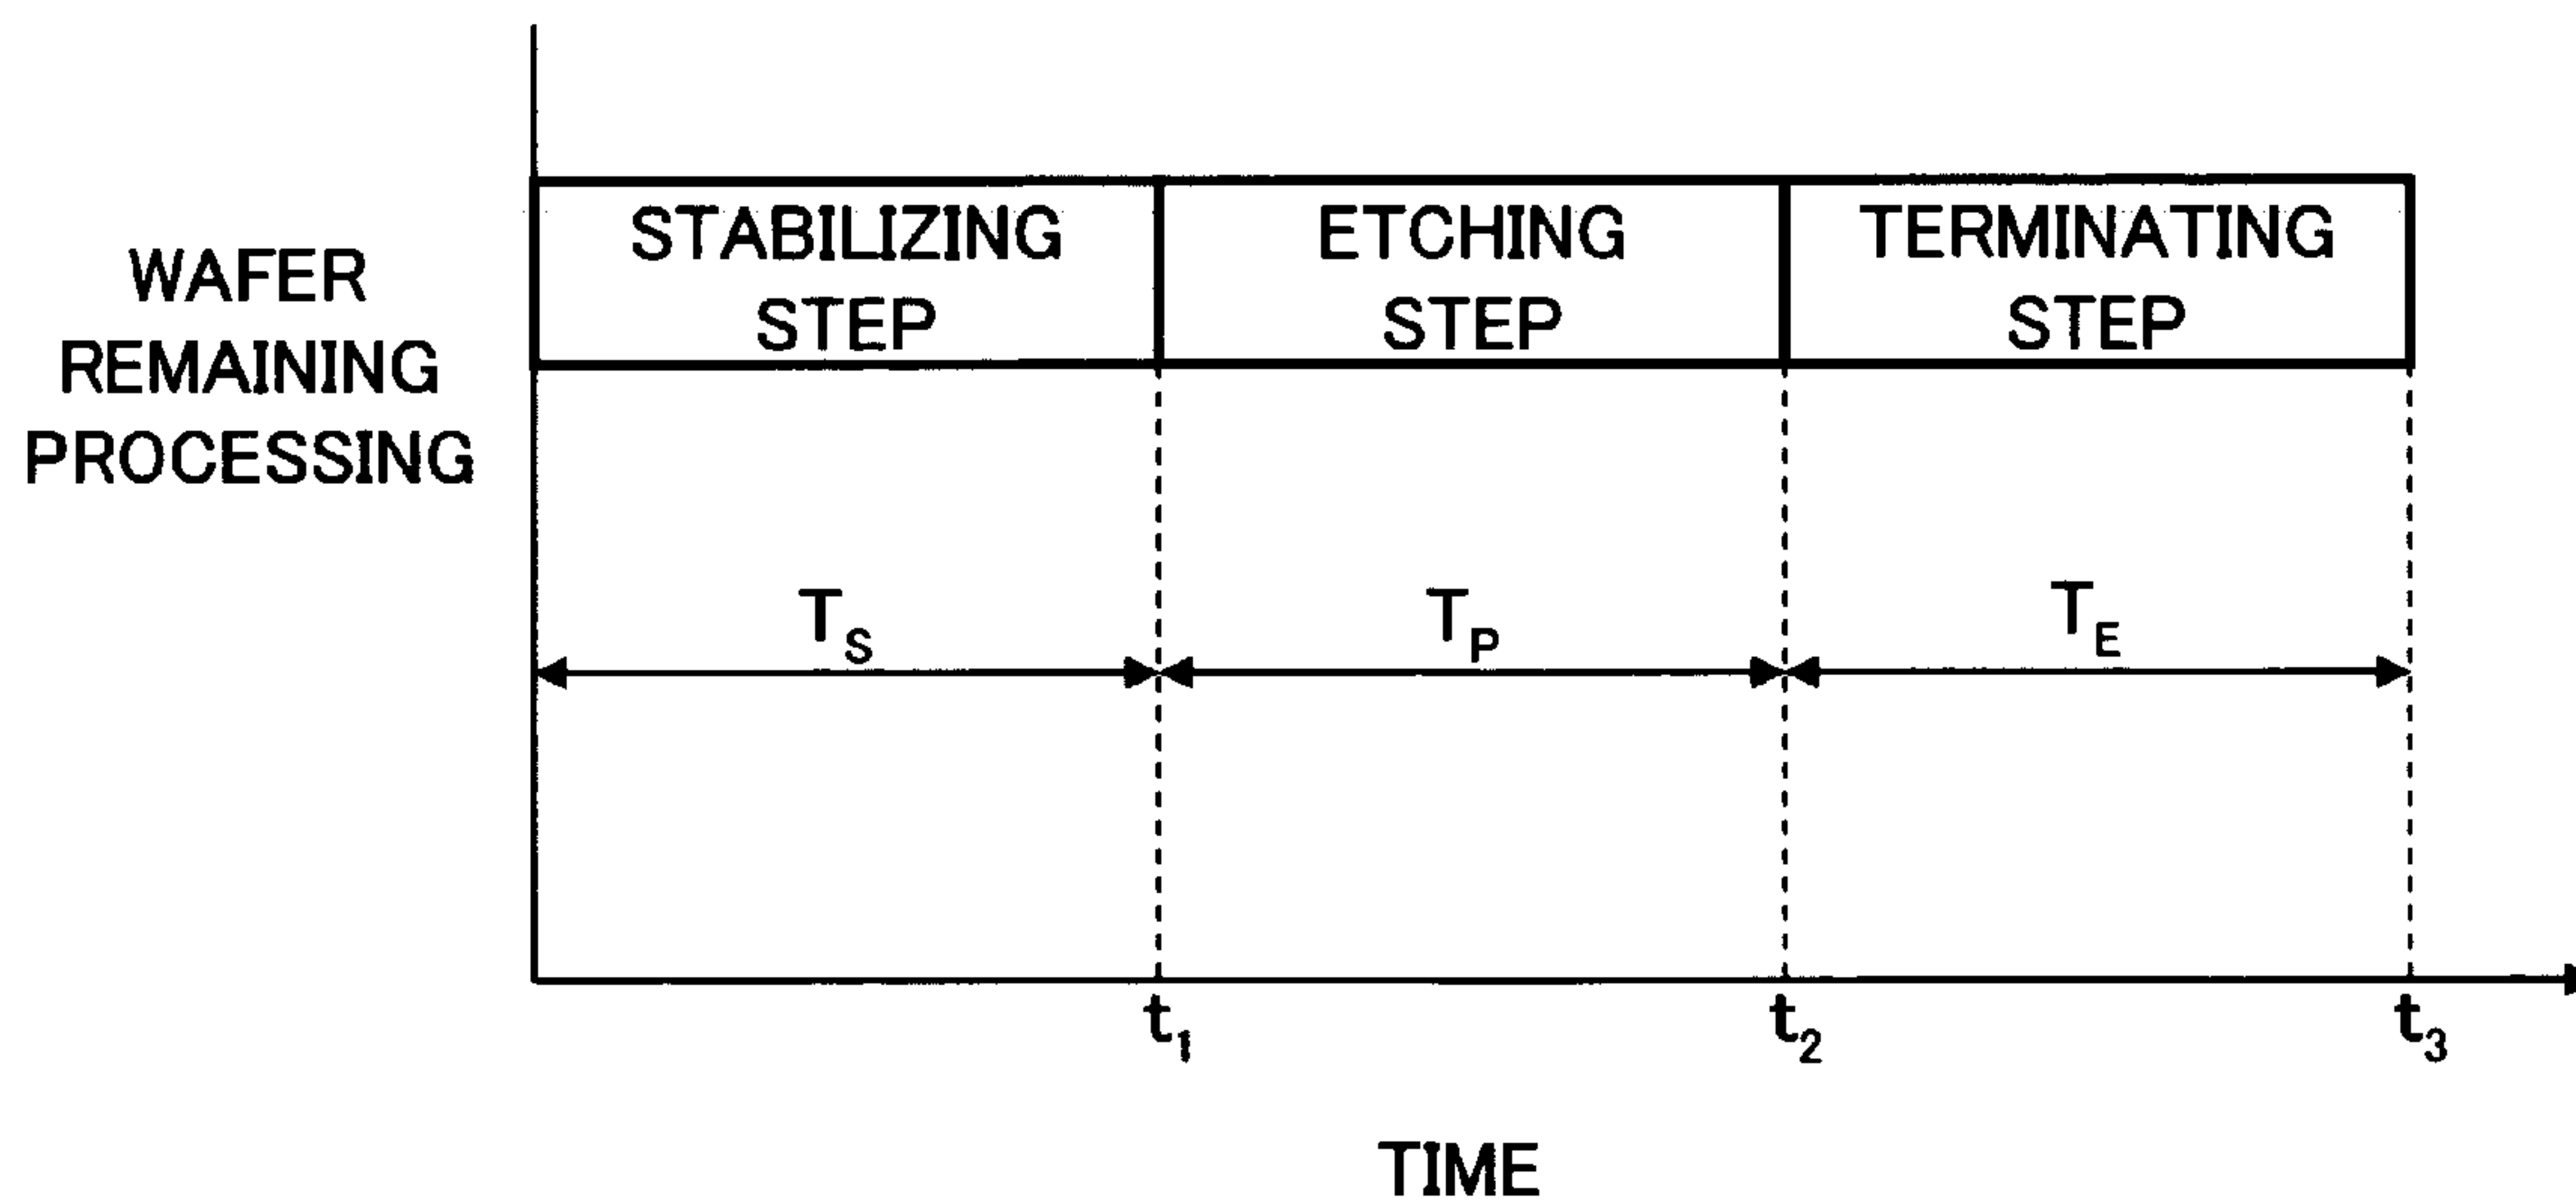 WAFER
REMAINING
PROCESSING
STABILIZING
STEP
ETCHING
STEP
TERMINATING
STEP
T_S
T_P
T_E
t_1
t_2
t_3
TIME